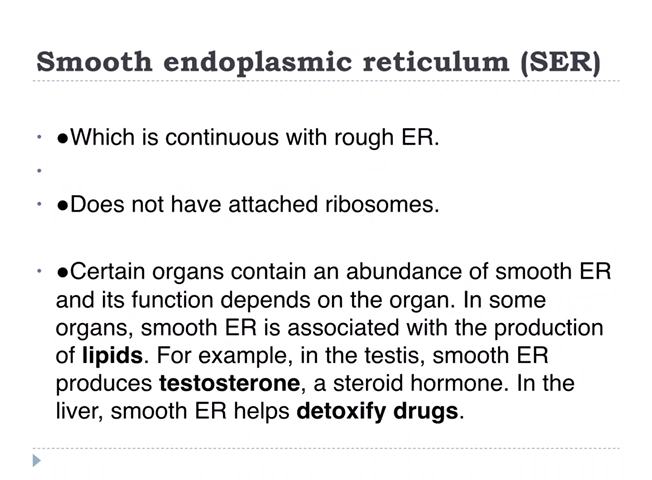 Smooth endoplasmic reticulum (SER)
• ●Which is continuous with rough ER.
•
• ●Does not have attached ribosomes.
• ●Certain organs contain an abundance of smooth ER
and its function depends on the organ. In some
organs, smooth ER is associated with the production
of lipids. For example, in the testis, smooth ER
produces testosterone, a steroid hormone. In the
liver, smooth ER helps detoxify drugs.